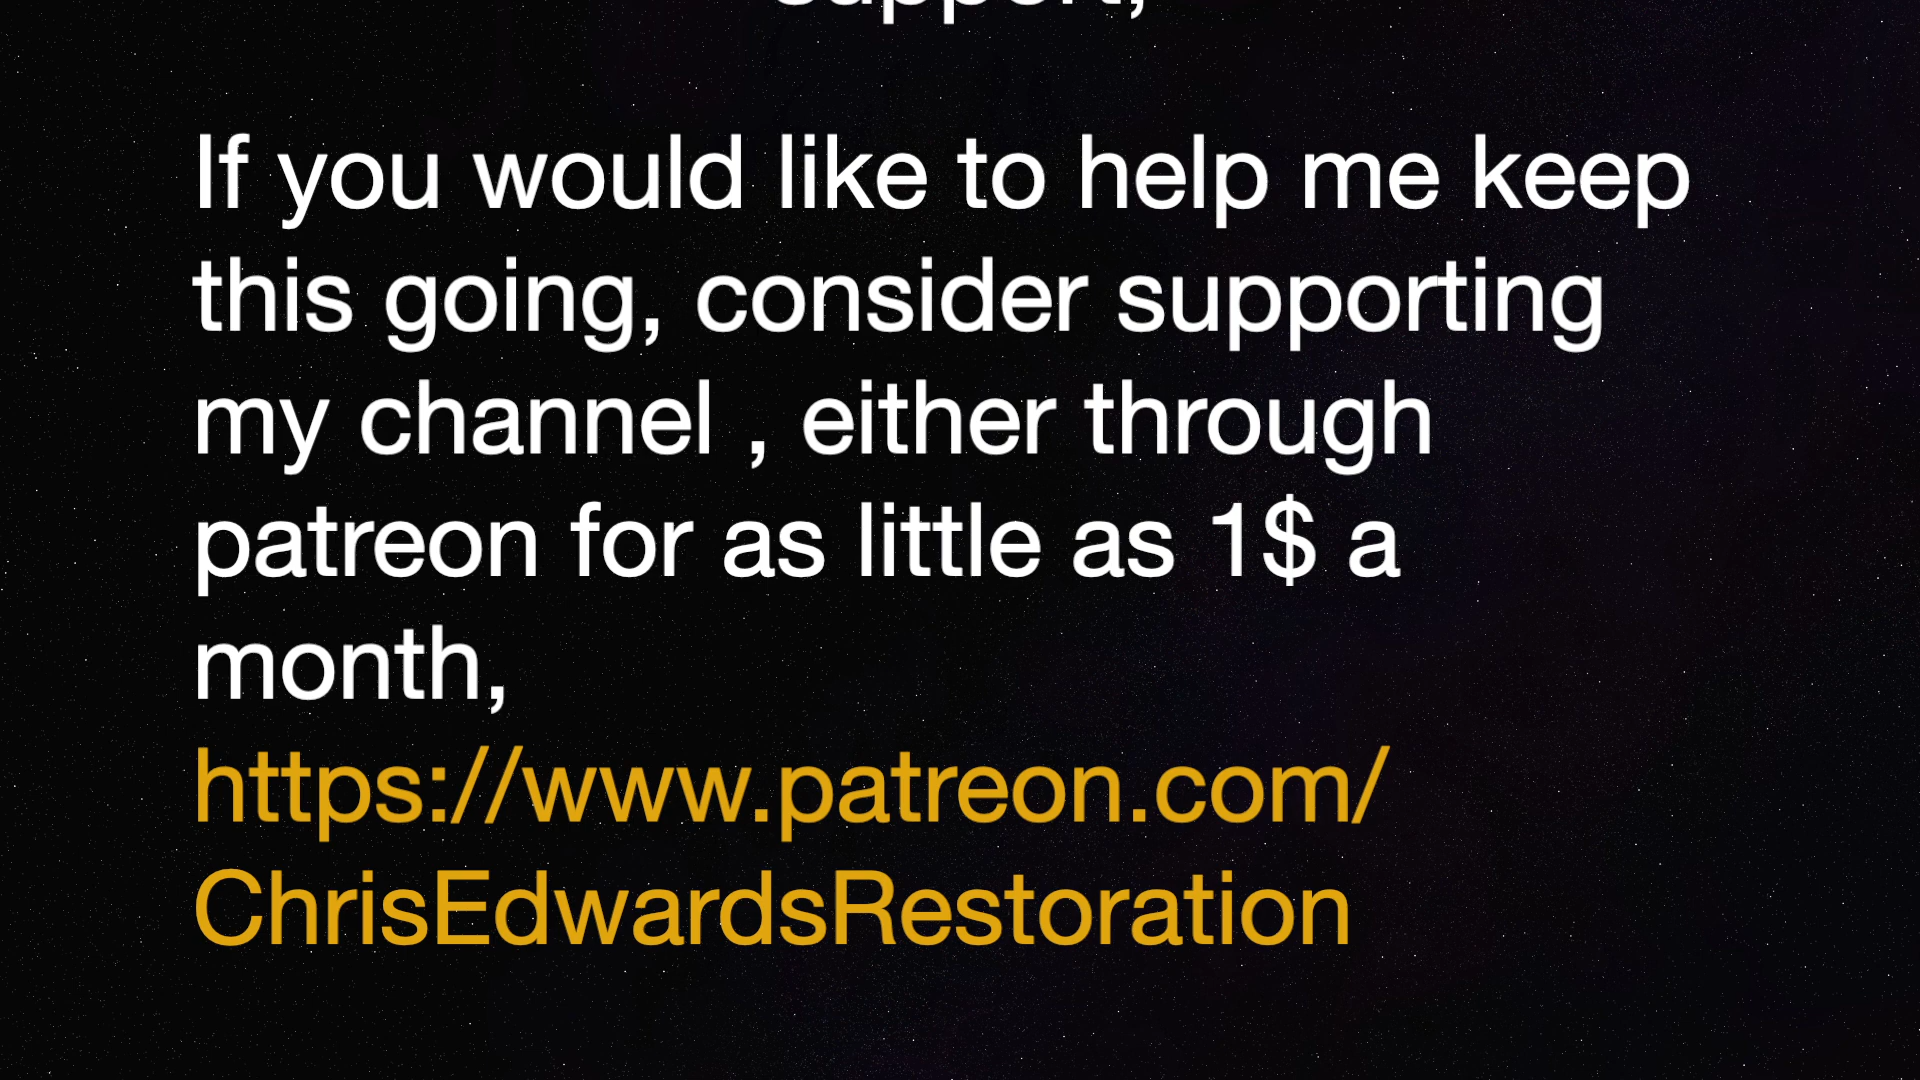 support,
If you would like to help me keep
this going, consider supporting
my channel , either through
patreon for as little as 1$ a
month,
https://www.patreon.com/
ChrisEdwardsRestoration